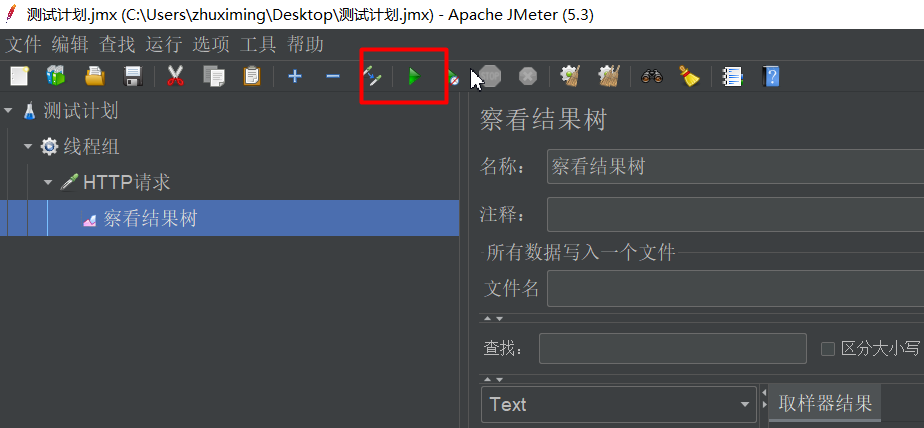 测试计划.jmx (C:\Users\zhuximing\Desktop\测试计划.jmx) - Apache JMeter (5.3)
文件 编辑 查找 运行 选项 工具 帮助
STOP
测试计划
线程组
HTTP请求
察看结果树
察看结果树
名称： 察看结果树
注释：
所有数据写入一个文件
文件名
查找： 区分大小写
Text 取样器结果